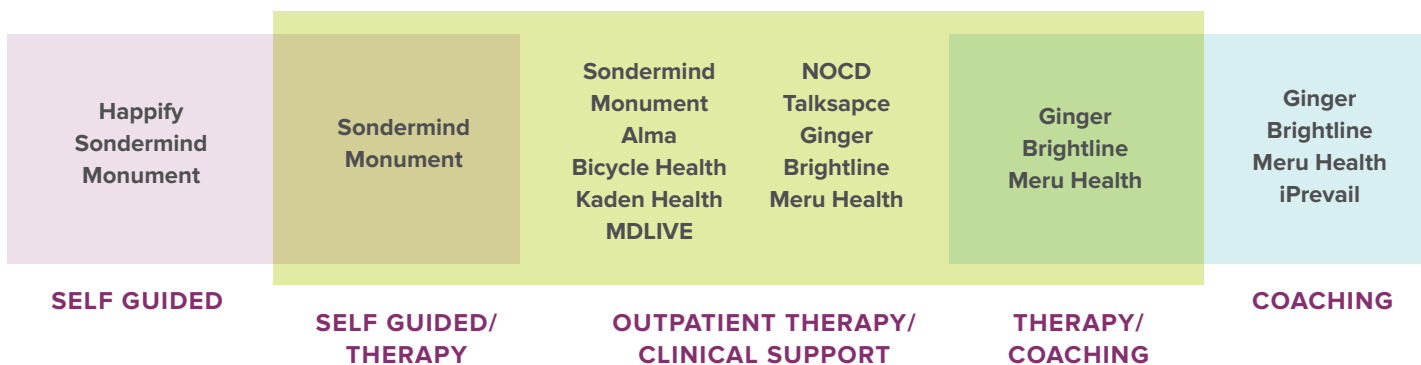 Happify
Sondermind
Monument
Sondermind
Monument
Sondermind
Monument
Alma
Bicycle Health
Kaden Health
MDLIVE
NOCD
Talksapce
Ginger
Brightline
Meru Health
Ginger
Brightline
Meru Health
Ginger
Brightline
Meru Health
iPrevail
SELF GUIDED
SELF GUIDED/
THERAPY
OUTPATIENT THERAPY/
CLINICAL SUPPORT
THERAPY/
COACHING
COACHING